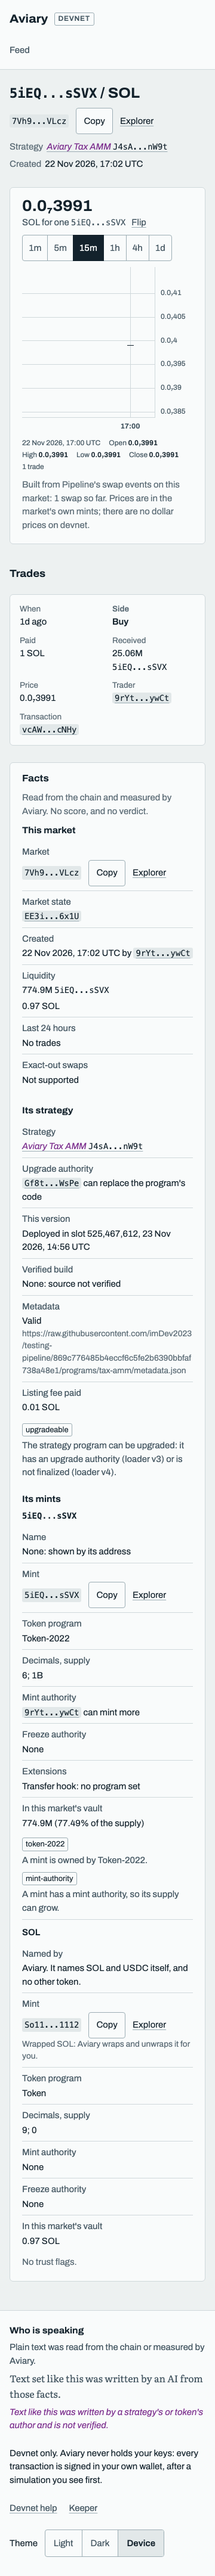 Aviary DEVNET
Feed
5iEQ...sSVX / SOL
7Vh9...VLcz Copy Explorer
Strategy Aviary Tax AMM J4sA...nW9t
Created 22 Nov 2026, 17:02 UTC
0.0₇3991
SOL for one 5iEQ...sSVX Flip
1m 5m 15m 1h 4h 1d
0.0₇41
0.0₇405
0.0₇4
0.0₇395
0.0₇39
0.0₇385
17:00
22 Nov 2026, 17:00 UTC Open 0.0₇3991
High 0.0₇3991 Low 0.0₇3991 Close 0.0₇3991
1 trade
Built from Pipeline's swap events on this
market: 1 swap so far. Prices are in the
market's own mints; there are no dollar
prices on devnet.
Trades
When Side
1d ago Buy
Paid Received
1 SOL 25.06M
5iEQ...sSVX
Price Trader
0.0₇3991 9rYt...ywCt
Transaction
vcAW...cNHy
Facts
Read from the chain and measured by
Aviary. No score, and no verdict.
This market
Market
7Vh9...VLcz Copy Explorer
Market state
EE3i...6x1U
Created
22 Nov 2026, 17:02 UTC by 9rYt...ywCt
Liquidity
774.9M 5iEQ...sSVX
0.97 SOL
Last 24 hours
No trades
Exact-out swaps
Not supported
Its strategy
Strategy
Aviary Tax AMM J4sA...nW9t
Upgrade authority
Gf8t...WsPe can replace the program's
code
This version
Deployed in slot 525,467,612, 23 Nov
2026, 14:56 UTC
Verified build
None: source not verified
Metadata
Valid
https://raw.githubusercontent.com/imDev2023
/testing-
pipeline/869c776485b4eccf6c5fe2b6390bbfaf
738a48e1/programs/tax-amm/metadata.json
Listing fee paid
0.01 SOL
upgradeable
The strategy program can be upgraded: it
has an upgrade authority (loader v3) or is
not finalized (loader v4).
Its mints
5iEQ...sSVX
Name
None: shown by its address
Mint
5iEQ...sSVX Copy Explorer
Token program
Token-2022
Decimals, supply
6; 1B
Mint authority
9rYt...ywCt can mint more
Freeze authority
None
Extensions
Transfer hook: no program set
In this market's vault
774.9M (77.49% of the supply)
token-2022
A mint is owned by Token-2022.
mint-authority
A mint has a mint authority, so its supply
can grow.
SOL
Named by
Aviary. It names SOL and USDC itself, and
no other token.
Mint
So11...1112 Copy Explorer
Wrapped SOL: Aviary wraps and unwraps it for
you.
Token program
Token
Decimals, supply
9; 0
Mint authority
None
Freeze authority
None
In this market's vault
0.97 SOL
No trust flags.
Who is speaking
Plain text was read from the chain or measured by
Aviary.
Text set like this was written by an AI from
those facts.
Text like this was written by a strategy's or token's
author and is not verified.
Devnet only. Aviary never holds your keys: every
transaction is signed in your own wallet, after a
simulation you see first.
Devnet help Keeper
Theme Light Dark Device